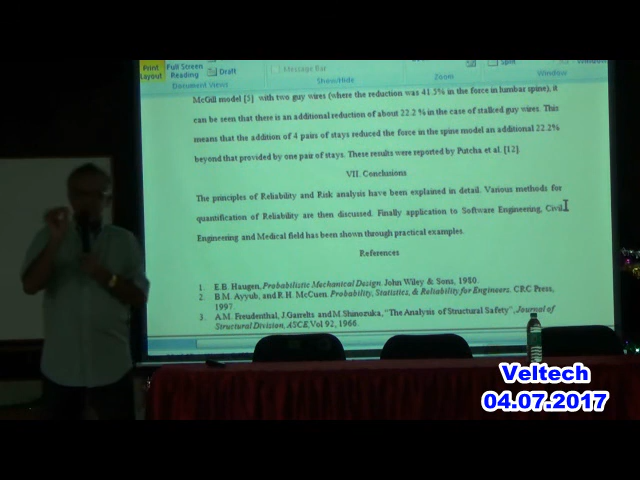 Print Layout
Full Screen Reading
Draft
Document Views
Message Bar
Show/Hide
Zoom
Split
Window
Window
McGill model [5] with two guy wires (where the reduction was 41.5% in the force in lumbar spine), it
can be seen that there is an additional reduction of about 22.2 % in the case of stalked guy wires. This
means that the addition of 4 pairs of stays reduced the force in the spine model an additional 22.2%
beyond that provided by one pair of stays. These results were reported by Putcha et al. [12].
VII. Conclusions
The principles of Reliability and Risk analysis have been explained in detail. Various methods for
quantification of Reliability are then discussed. Finally application to Software Engineering, Civil
Engineering and Medical field has been shown through practical examples.
References
1. E.B. Haugen, Probabilistic Mechanical Design. John Wiley & Sons, 1980.
2. B.M. Ayyub, and R.H. McCuen. Probability, Statistics, & Reliability for Engineers. CRC Press,
1997.
3. A.M. Freudenthal, J.Garrelts and M.Shinozuka, "The Analysis of Structural Safety", Journal of
Structural Division, ASCE, Vol 92, 1966.
Veltech
04.07.2017